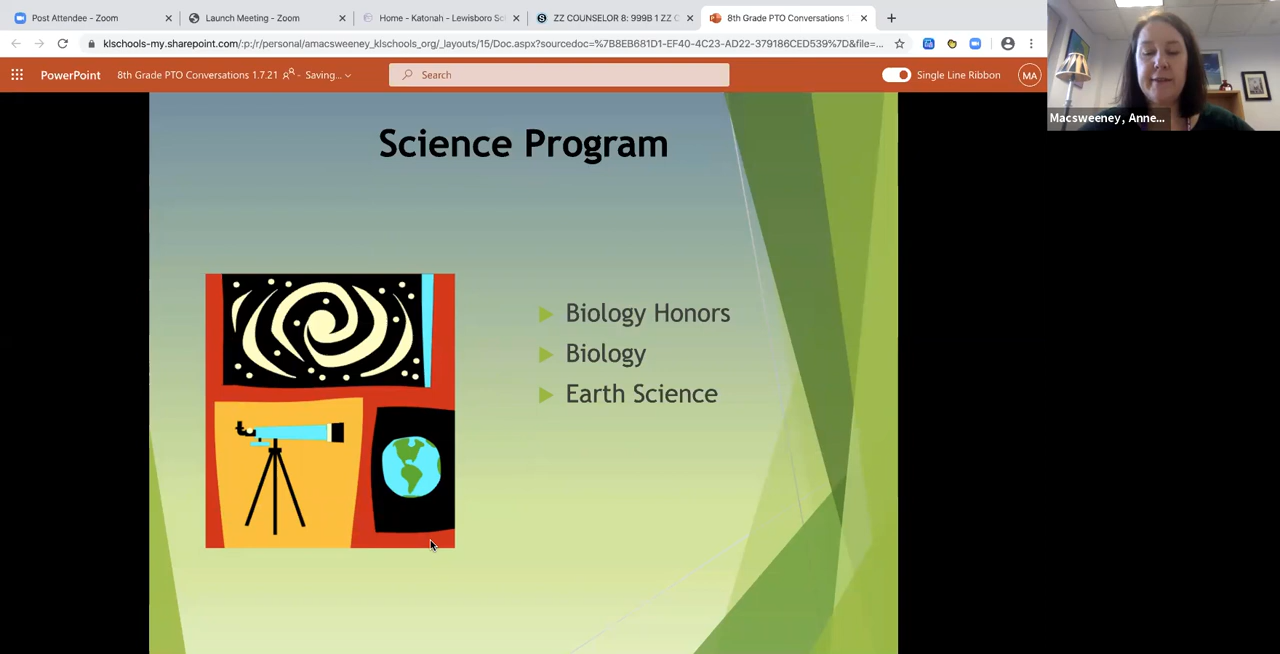 Post Attendee - Zoom
Launch Meeting - Zoom
Home - Katonah - Lewisboro Sc
ZZ COUNSELOR 8: 999B 1 ZZ C
8th Grade PTO Conversations 1.
klschools-my.sharepoint.com/:p:/r/personal/amacsweeney_klschools_org/_layouts/15/Doc.aspx?sourcedoc=%7B8EB681D1-EF40-4C23-AD22-379186CED539%7D&file=...
PowerPoint
8th Grade PTO Conversations 1.7.21 - Saving...
Search
Single Line Ribbon
MA
Macsweeney, Anne...
Science Program
Biology Honors
Biology
Earth Science